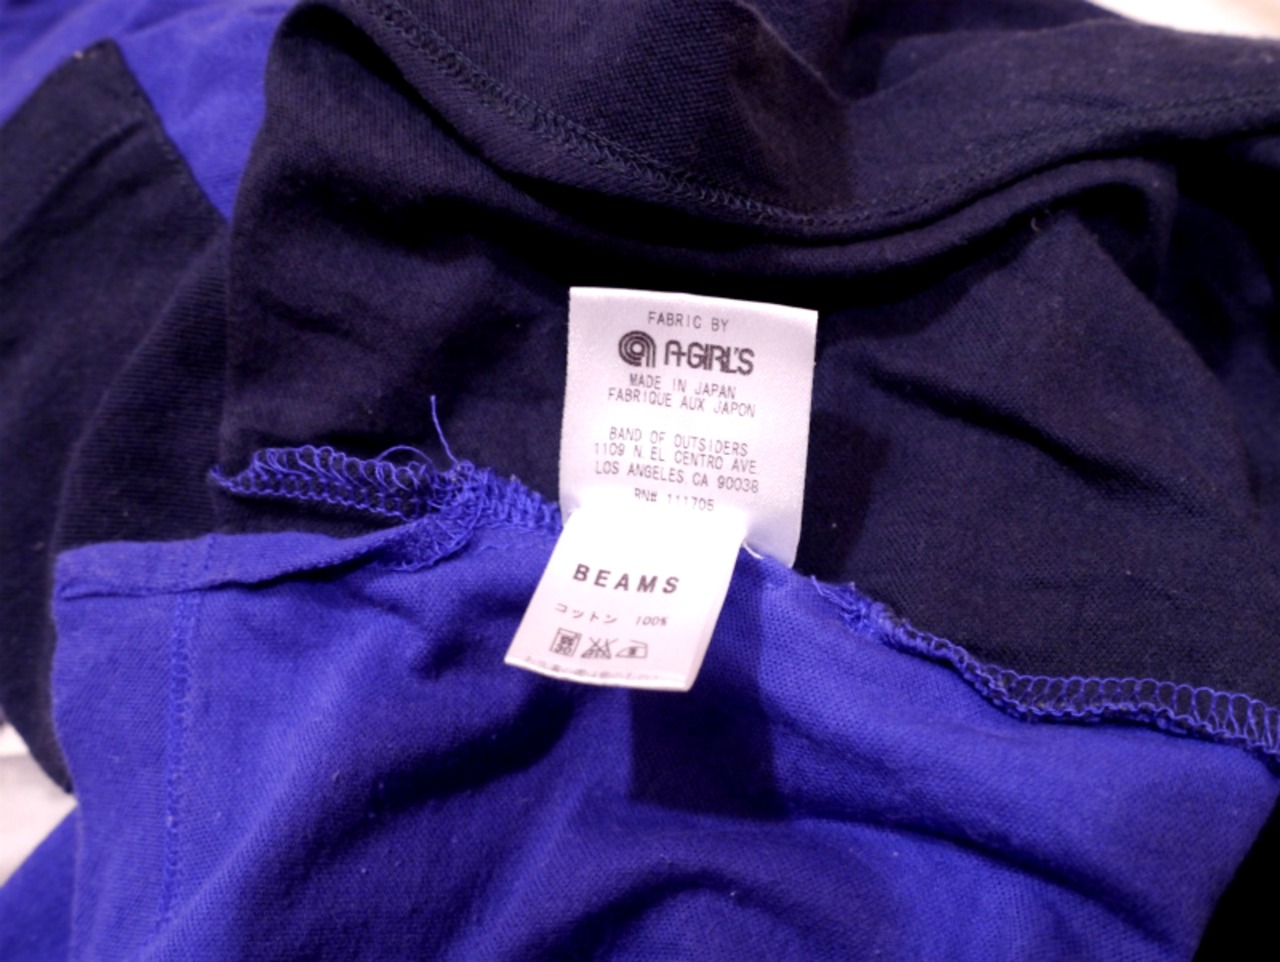 FABRIC BY
A-GIRL'S
MADE IN JAPAN
FABRIQUE AUX JAPON
BAND OF OUTSIDERS
1109 N. EL CENTRO AVE.
LOS ANGELES, CA 90038
RN# 111705
BEAMS
コットン 100%